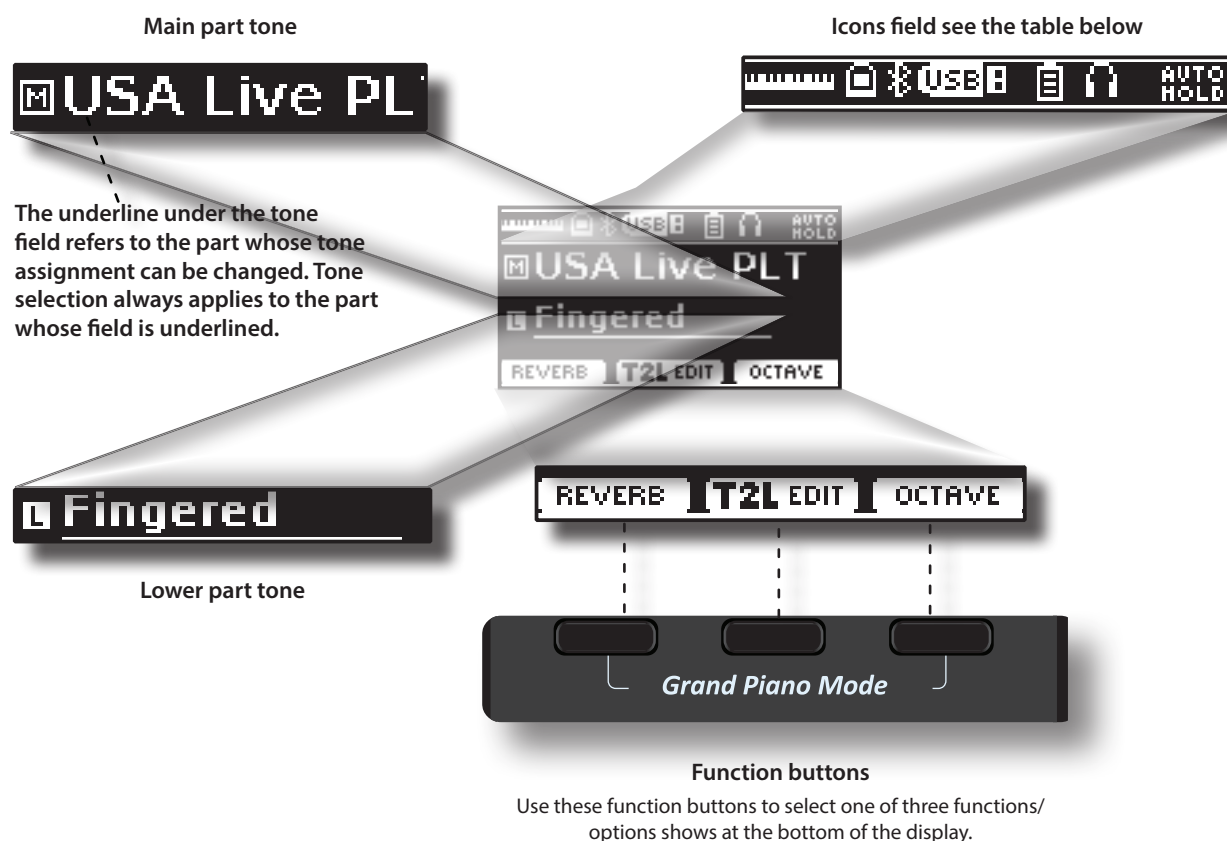 Main part tone
Icons field see the table below
M USA Live PL
USB AUTO HOLD
The underline under the tone
field refers to the part whose tone
assignment can be changed. Tone
selection always applies to the part
whose field is underlined.
USB AUTO HOLD
M USA Live PLT
L Fingered
REVERB T2L EDIT OCTAVE
L Fingered
REVERB T2L EDIT OCTAVE
Lower part tone
Grand Piano Mode
Function buttons
Use these function buttons to select one of three functions/
options shows at the bottom of the display.